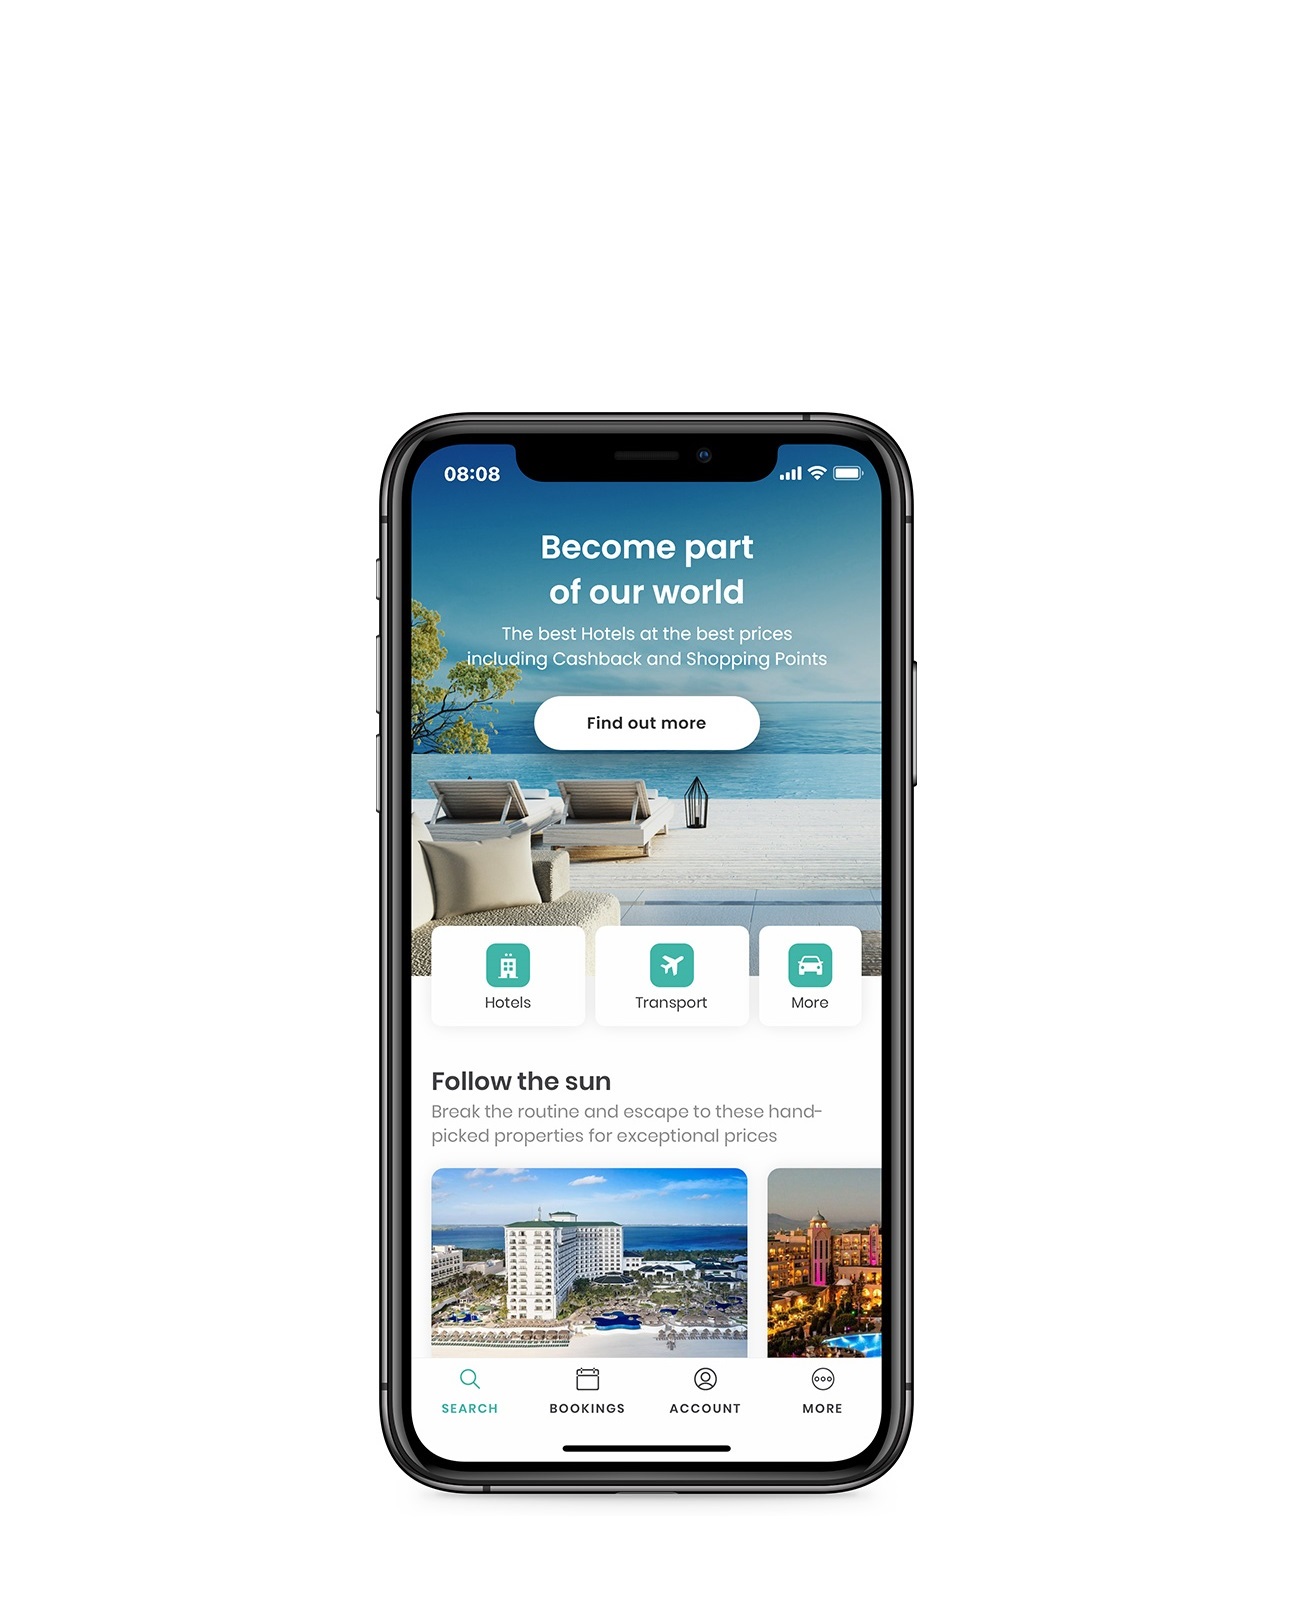 08:08
Become part
of our world
The best Hotels at the best prices
including Cashback and Shopping Points
Find out more
Hotels
Transport
More
Follow the sun
Break the routine and escape to these hand-
picked properties for exceptional prices
SEARCH
BOOKINGS
ACCOUNT
MORE